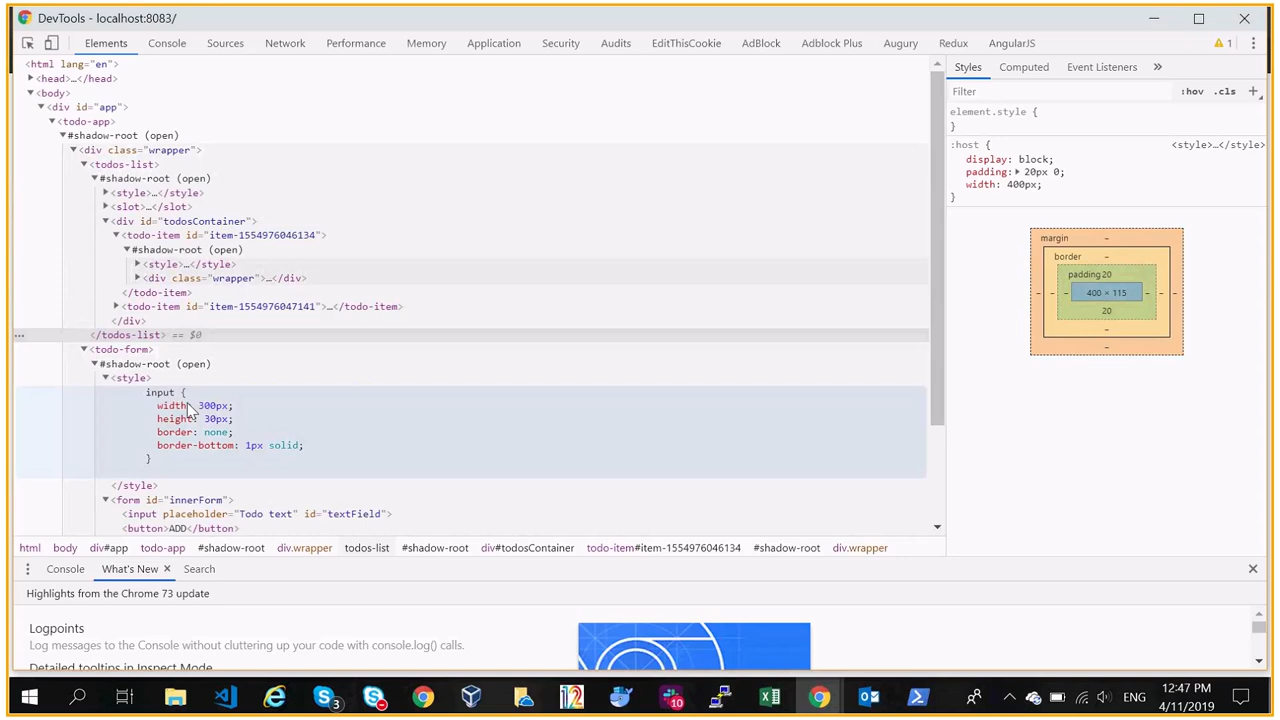 DevTools - localhost:8083/
Elements Console Sources Network Performance Memory Application Security Audits EditThisCookie AdBlock Adblock Plus Augury Redux AngularJS 1
<html lang="en">
<head>…</head>
<body>
<div id="app">
<todo-app>
#shadow-root (open)
<div class="wrapper">
<todos-list>
#shadow-root (open)
<style>…</style>
<slot>…</slot>
<div id="todosContainer">
<todo-item id="item-1554976046134">
#shadow-root (open)
<style>…</style>
<div class="wrapper">…</div>
</todo-item>
<todo-item id="item-1554976047141">…</todo-item>
</div>
</todos-list> == $0
<todo-form>
#shadow-root (open)
<style>
input {
width: 300px;
height: 30px;
border: none;
border-bottom: 1px solid;
}
</style>
<form id="innerForm">
<input placeholder="Todo text" id="textField">
<button>ADD</button>
html body div#app todo-app #shadow-root div.wrapper todos-list #shadow-root div#todosContainer todo-item#item-1554976046134 #shadow-root div.wrapper
Styles Computed Event Listeners »
Filter :hov .cls +
element.style {
}
:host { <style>…</style>
display: block;
padding: 20px 0;
width: 400px;
}
margin -
border -
padding 20
- - - 400 × 115 - - -
20
-
-
Console What's New × Search
Highlights from the Chrome 73 update
Logpoints
Log messages to the Console without cluttering up your code with console.log() calls.
Detailed tooltips in Inspect Mode
3 12 10 ENG 12:47 PM
4/11/2019